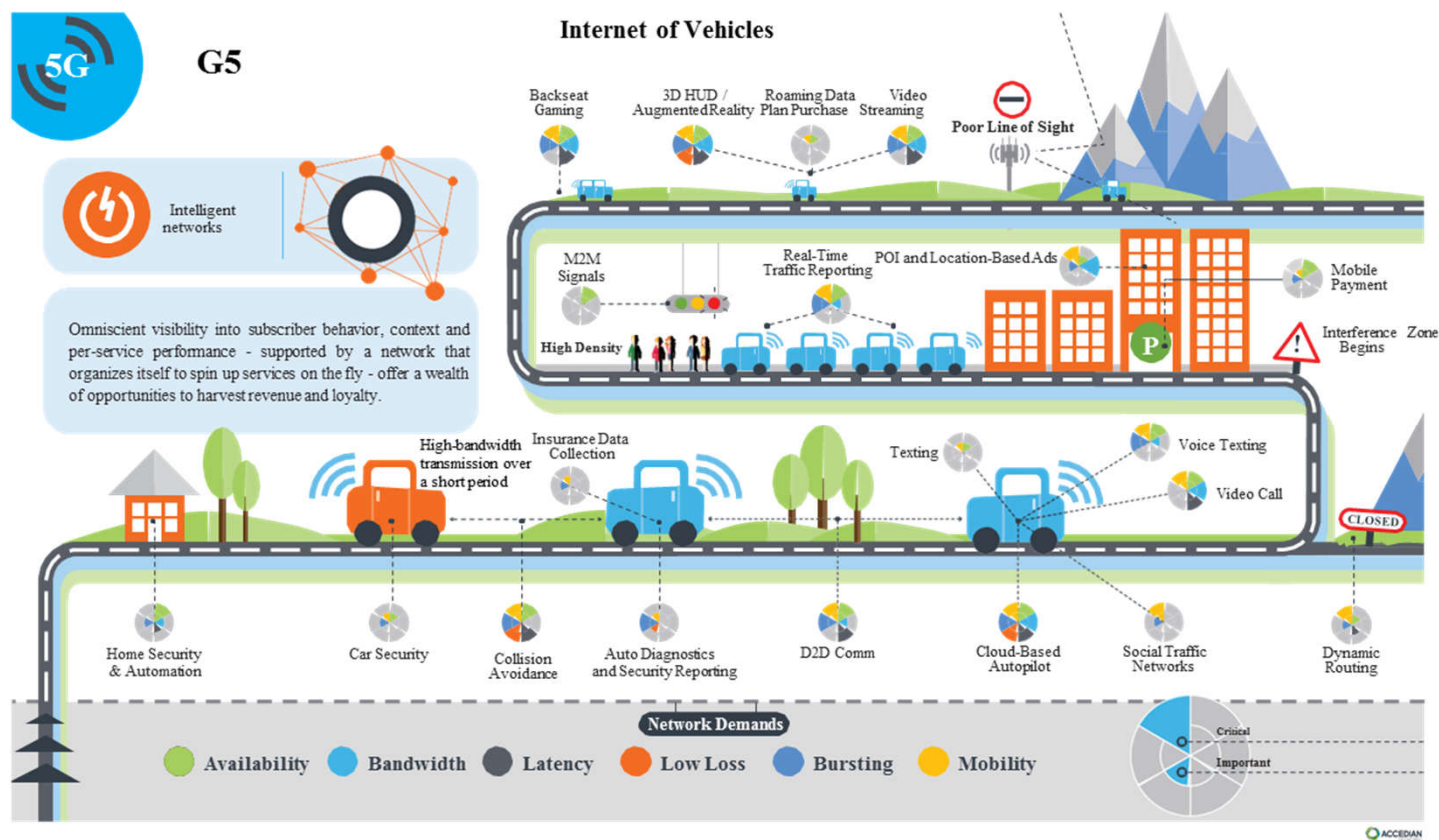 5G
G5
Internet of Vehicles
Backseat
Gaming
3D HUD /
Augmented Reality
Roaming Data
Plan Purchase
Video
Streaming
Poor Line of Sight
Intelligent
networks
Omniscient visibility into subscriber behavior, context and
per-service performance - supported by a network that
organizes itself to spin up services on the fly - offer a wealth
of opportunities to harvest revenue and loyalty.
M2M
Signals
Real-Time
Traffic Reporting
POI and Location-Based Ads
Mobile
Payment
High Density
P
!
Interference Zone
Begins
High-bandwidth
transmission over
a short period
Insurance Data
Collection
Texting
Voice Texting
Video Call
CLOSED
Home Security
& Automation
Car Security
Collision
Avoidance
Auto Diagnostics
and Security Reporting
D2D Comm
Cloud-Based
Autopilot
Social Traffic
Networks
Dynamic
Routing
Network Demands
Availability
Bandwidth
Latency
Low Loss
Bursting
Mobility
Critical
Important
ACCEDIAN